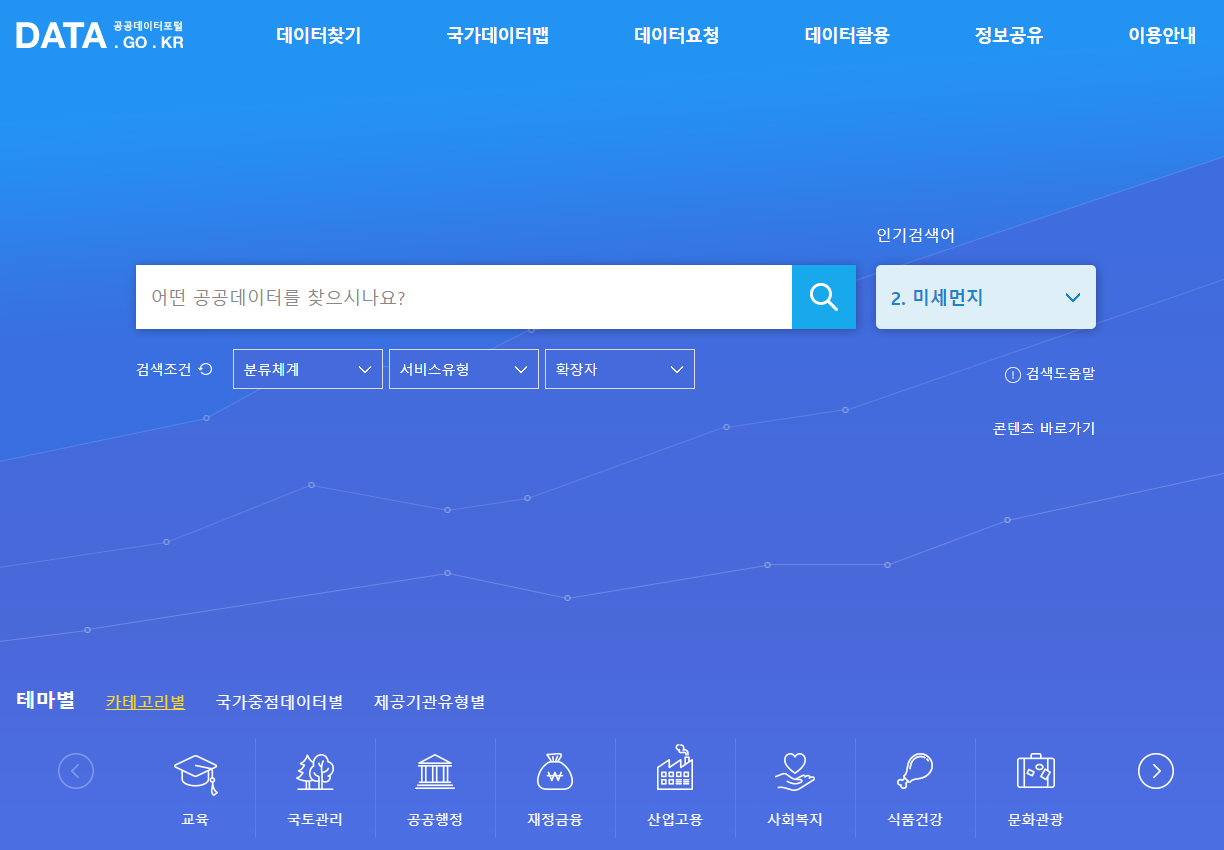 DATA 공공데이터포털 . GO . KR
데이터찾기 국가데이터맵 데이터요청 데이터활용 정보공유 이용안내
인기검색어
어떤 공공데이터를 찾으시나요?
2. 미세먼지
검색조건 분류체계 서비스유형 확장자
검색도움말
콘텐츠 바로가기
테마별 카테고리별 국가중점데이터별 제공기관유형별
교육 국토관리 공공행정 재정금융 산업고용 사회복지 식품건강 문화관광